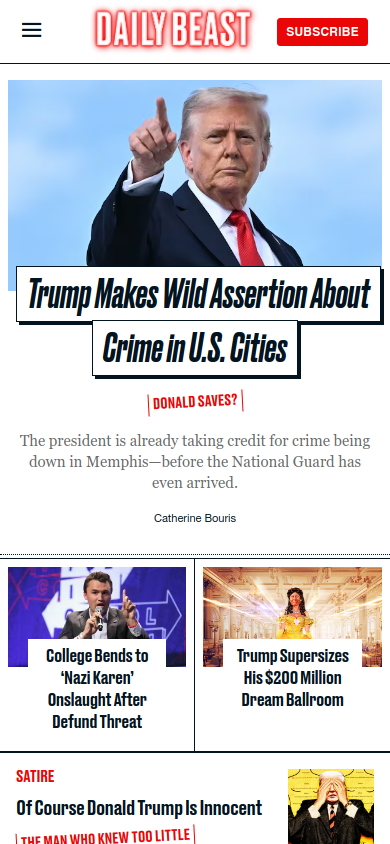 DAILY BEAST
SUBSCRIBE
Trump Makes Wild Assertion About
Crime in U.S. Cities
DONALD SAVES?
The president is already taking credit for crime being
down in Memphis—before the National Guard has
even arrived.
Catherine Bouris
College Bends to
‘Nazi Karen’
Onslaught After
Defund Threat
Trump Supersizes
His $200 Million
Dream Ballroom
SATIRE
Of Course Donald Trump Is Innocent
THE MAN WHO KNEW TOO LITTLE